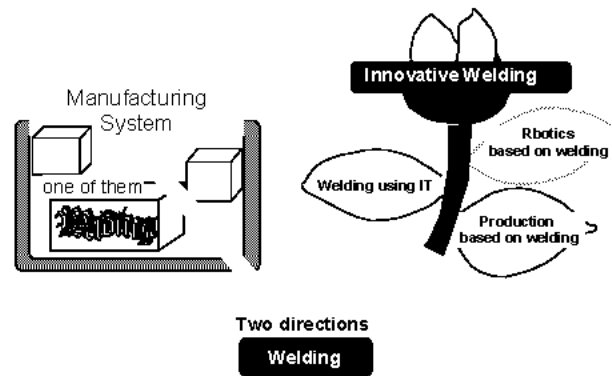 Manufacturing
System
one of them
Welding
Innovative Welding
Rbotics
based on welding
Welding using IT
Production
based on welding
Two directions
Welding